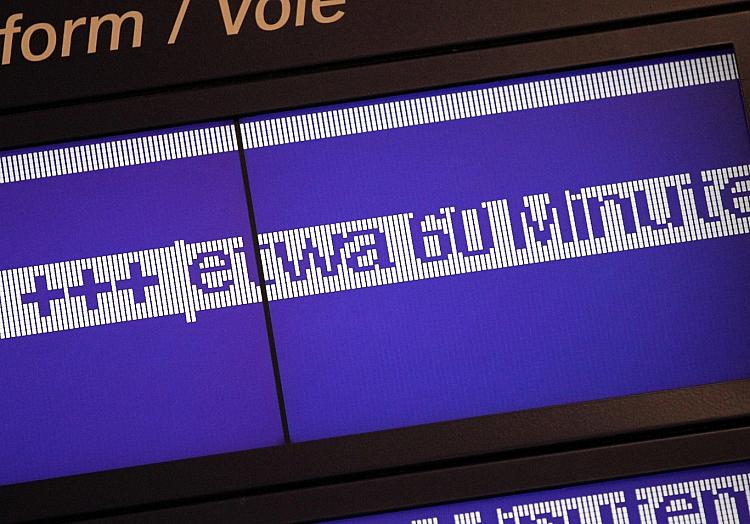 form / Voie
+++ etwa 60 Minute